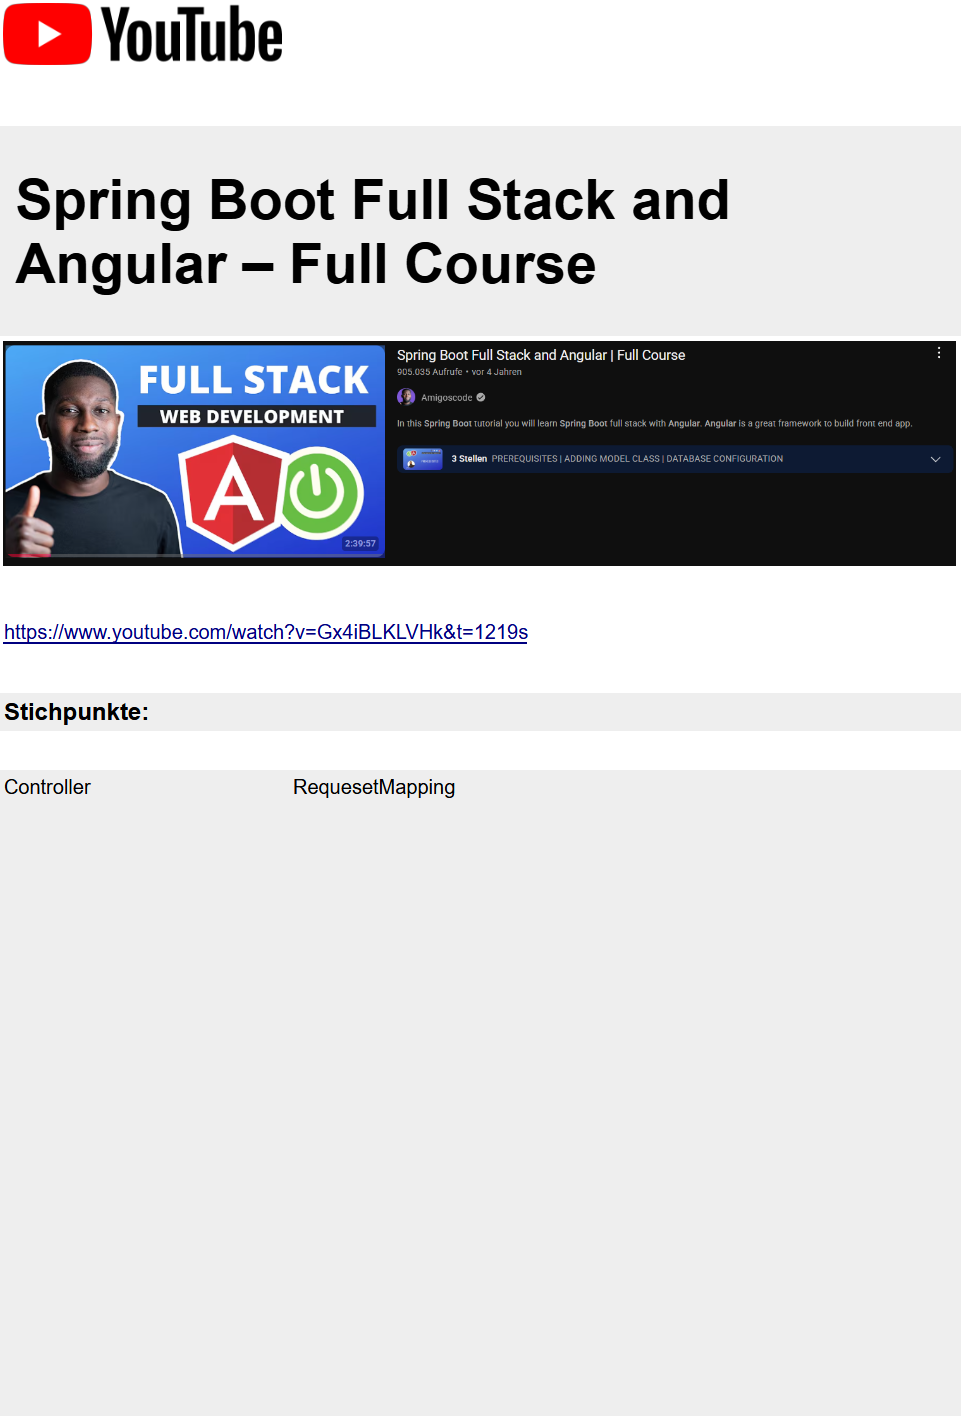 YouTube
Spring Boot Full Stack and
Angular – Full Course
FULL STACK
WEB DEVELOPMENT
2:39:57
Spring Boot Full Stack and Angular | Full Course
905.035 Aufrufe • vor 4 Jahren
Amigoscode
In this Spring Boot tutorial you will learn Spring Boot full stack with Angular. Angular is a great framework to build front end app.
3 Stellen PREREQUISITES | ADDING MODEL CLASS | DATABASE CONFIGURATION
https://www.youtube.com/watch?v=Gx4iBLKLVHk&t=1219s
Stichpunkte:
Controller RequesetMapping